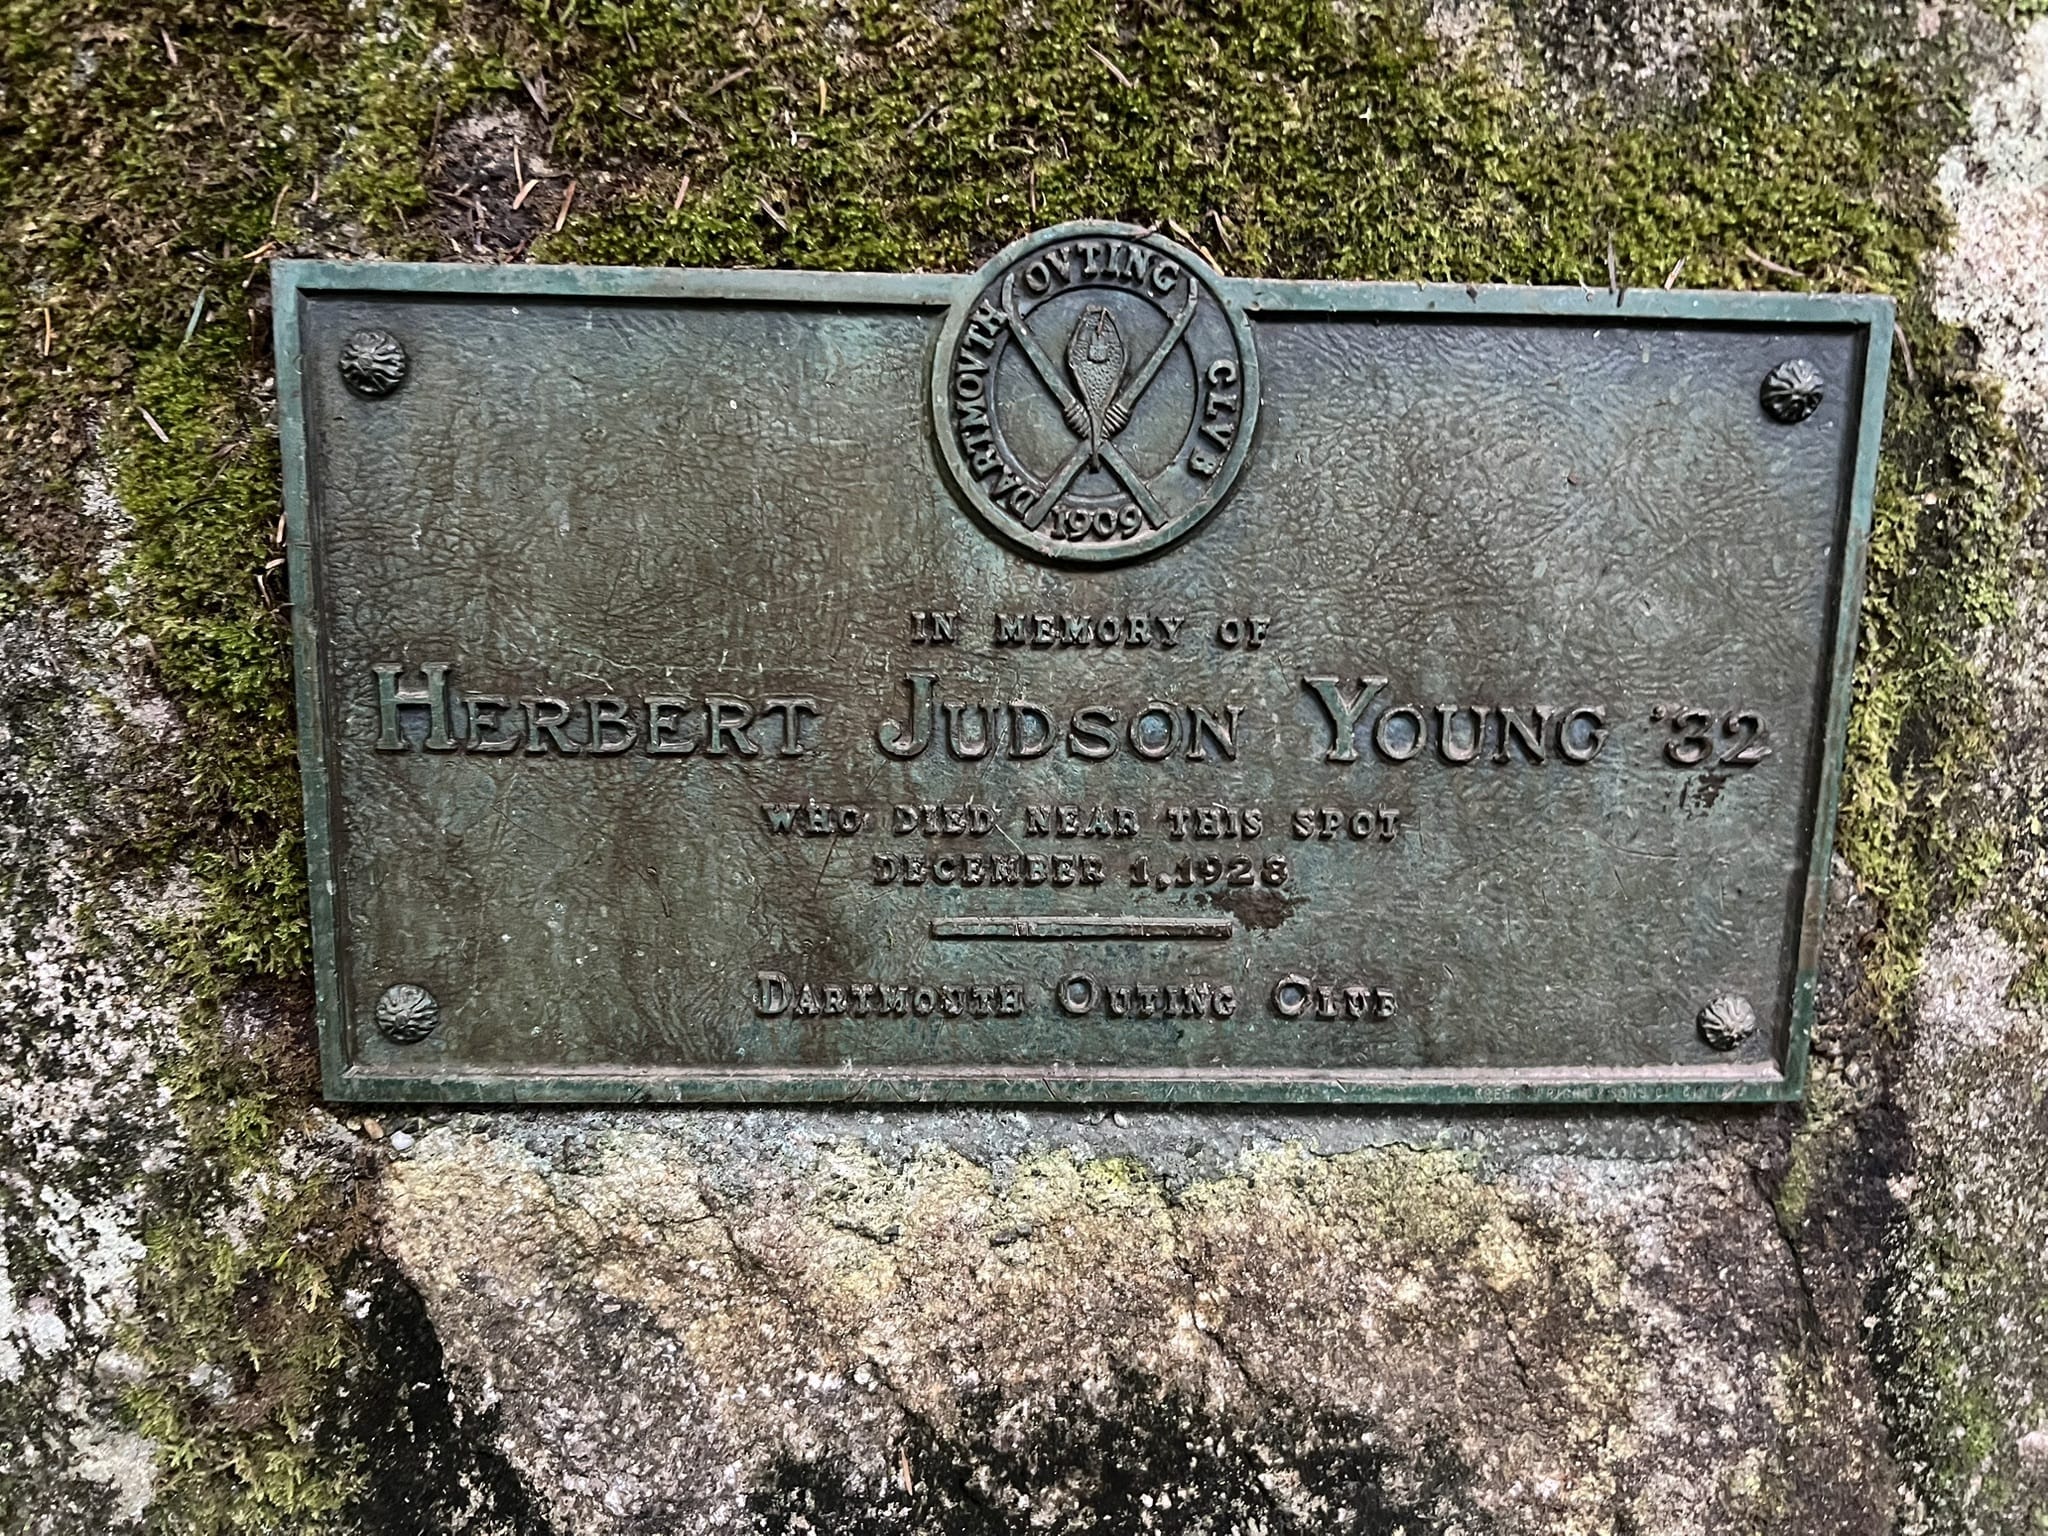 DARTMOVTH OVTING CLVB
1909
IN MEMORY OF
HERBERT JUDSON YOUNG '32
WHO DIED NEAR THIS SPOT
DECEMBER 1, 1928
DARTMOUTH OUTING CLUB